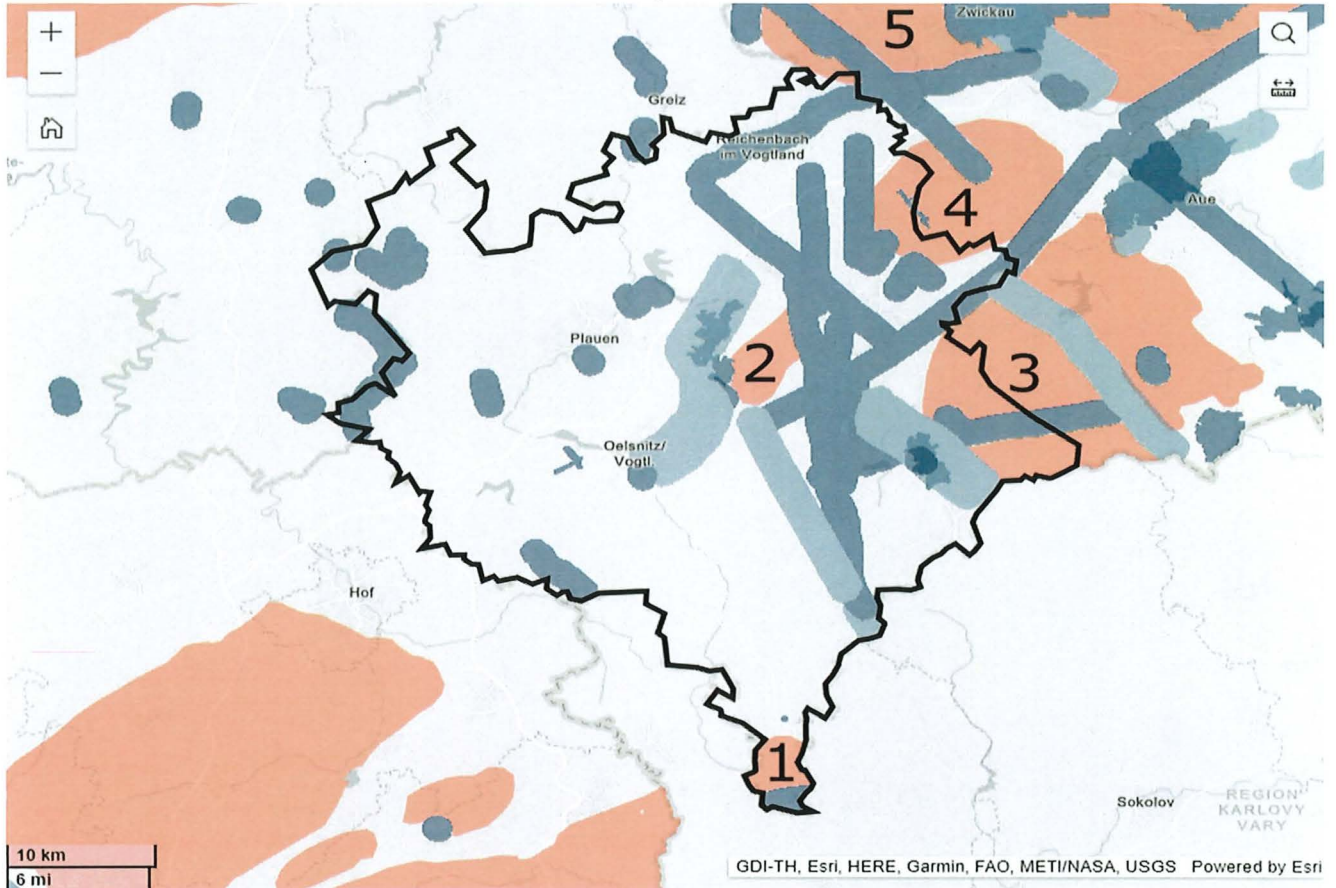 Zwickau
5
Greiz
Reichenbach
im Vogtland
te-
4
Aue
Plauen
2
3
Oelsnitz/
Vogtl.
Hof
1
Sokolov
REGION
KARLOVY
VARY
10 km
6 mi
GDI-TH, Esri, HERE, Garmin, FAO, METI/NASA, USGS Powered by Esri